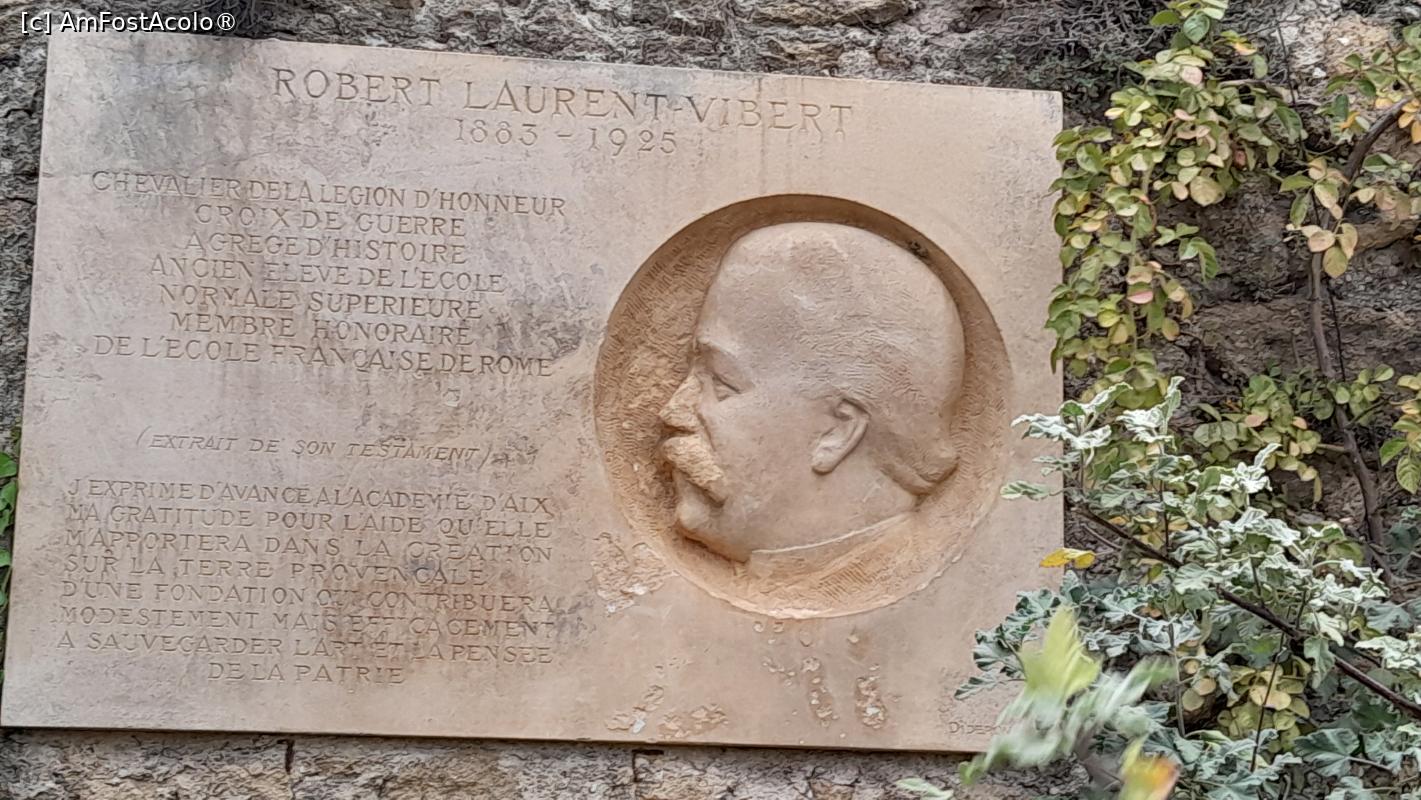 [c] AmFostAcolo®
ROBERT LAURENT-VIBERT
1883 - 1925
CHEVALIER DE LA LEGION D'HONNEUR
CROIX DE GUERRE
AGREGE D'HISTOIRE
ANCIEN ELEVE DE L'ECOLE
NORMALE SUPERIEURE
MEMBRE HONORAIRE
DE L'ECOLE FRANÇAISE DE ROME
(EXTRAIT DE SON TESTAMENT)
J'EXPRIME D'AVANCE A L'ACADEMIE D'AIX
MA GRATITUDE POUR L'AIDE QU'ELLE
M'APPORTERA DANS LA CREATION
SUR LA TERRE PROVENÇALE
D'UNE FONDATION QUI CONTRIBUERA
MODESTEMENT MAIS EFFICACEMENT
A SAUVEGARDER L'ART ET LA PENSEE
DE LA PATRIE